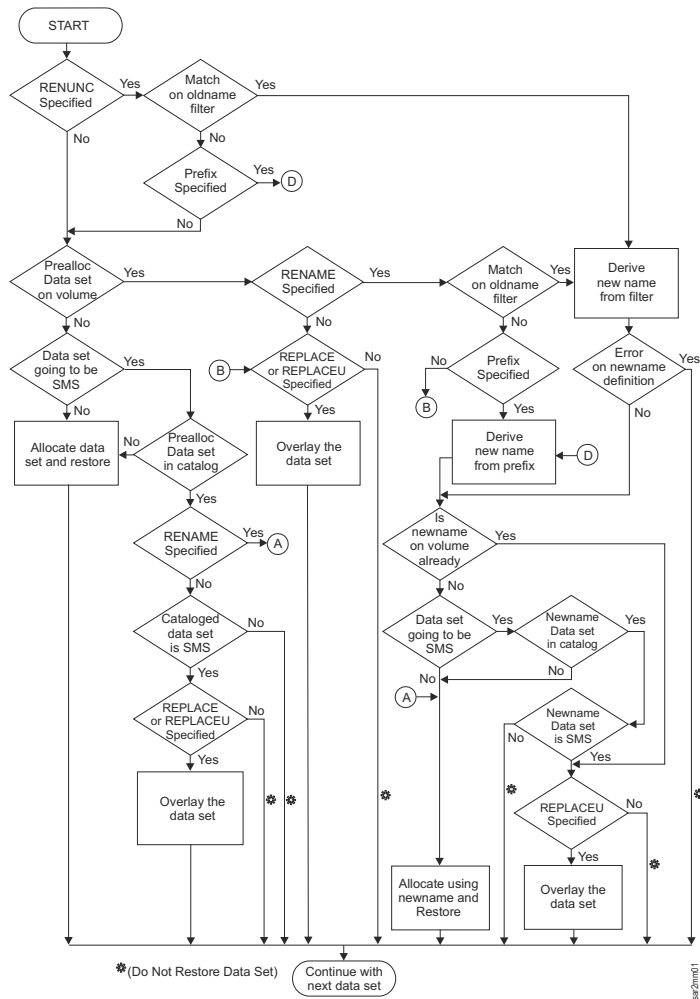 START
RENUNC
Specified
Yes
Match
on oldname
filter
Yes
No
No
Prefix
Specified
Yes
D
No
Prealloc
Data set
on volume
Yes
RENAME
Specified
Yes
Match
on oldname
filter
Yes
Derive
new name
from filter
No
No
No
Data set
going to be
SMS
Yes
B
REPLACE
or REPLACEU
Specified
No
No
Prefix
Specified
Error
on newname
definition
Yes
No
Yes
B
Yes
No
Allocate data
set and restore
No
Prealloc
Data set
in catalog
Overlay the
data set
Derive
new name
from prefix
D
Yes
RENAME
Specified
Yes
A
Is
newname
on volume
already
Yes
No
No
Cataloged
data set
is SMS
No
Data set
going to be
SMS
Yes
Newname
Data set
in catalog
Yes
Yes
No
No
A
REPLACE
or REPLACEU
Specified
No
Newname
Data set
is SMS
No
Yes
Yes
Overlay the
data set
REPLACEU
Specified
No
Yes
Allocate using
newname and
Restore
Overlay the
data set
(Do Not Restore Data Set)
Continue with
next data set
sar2mm01